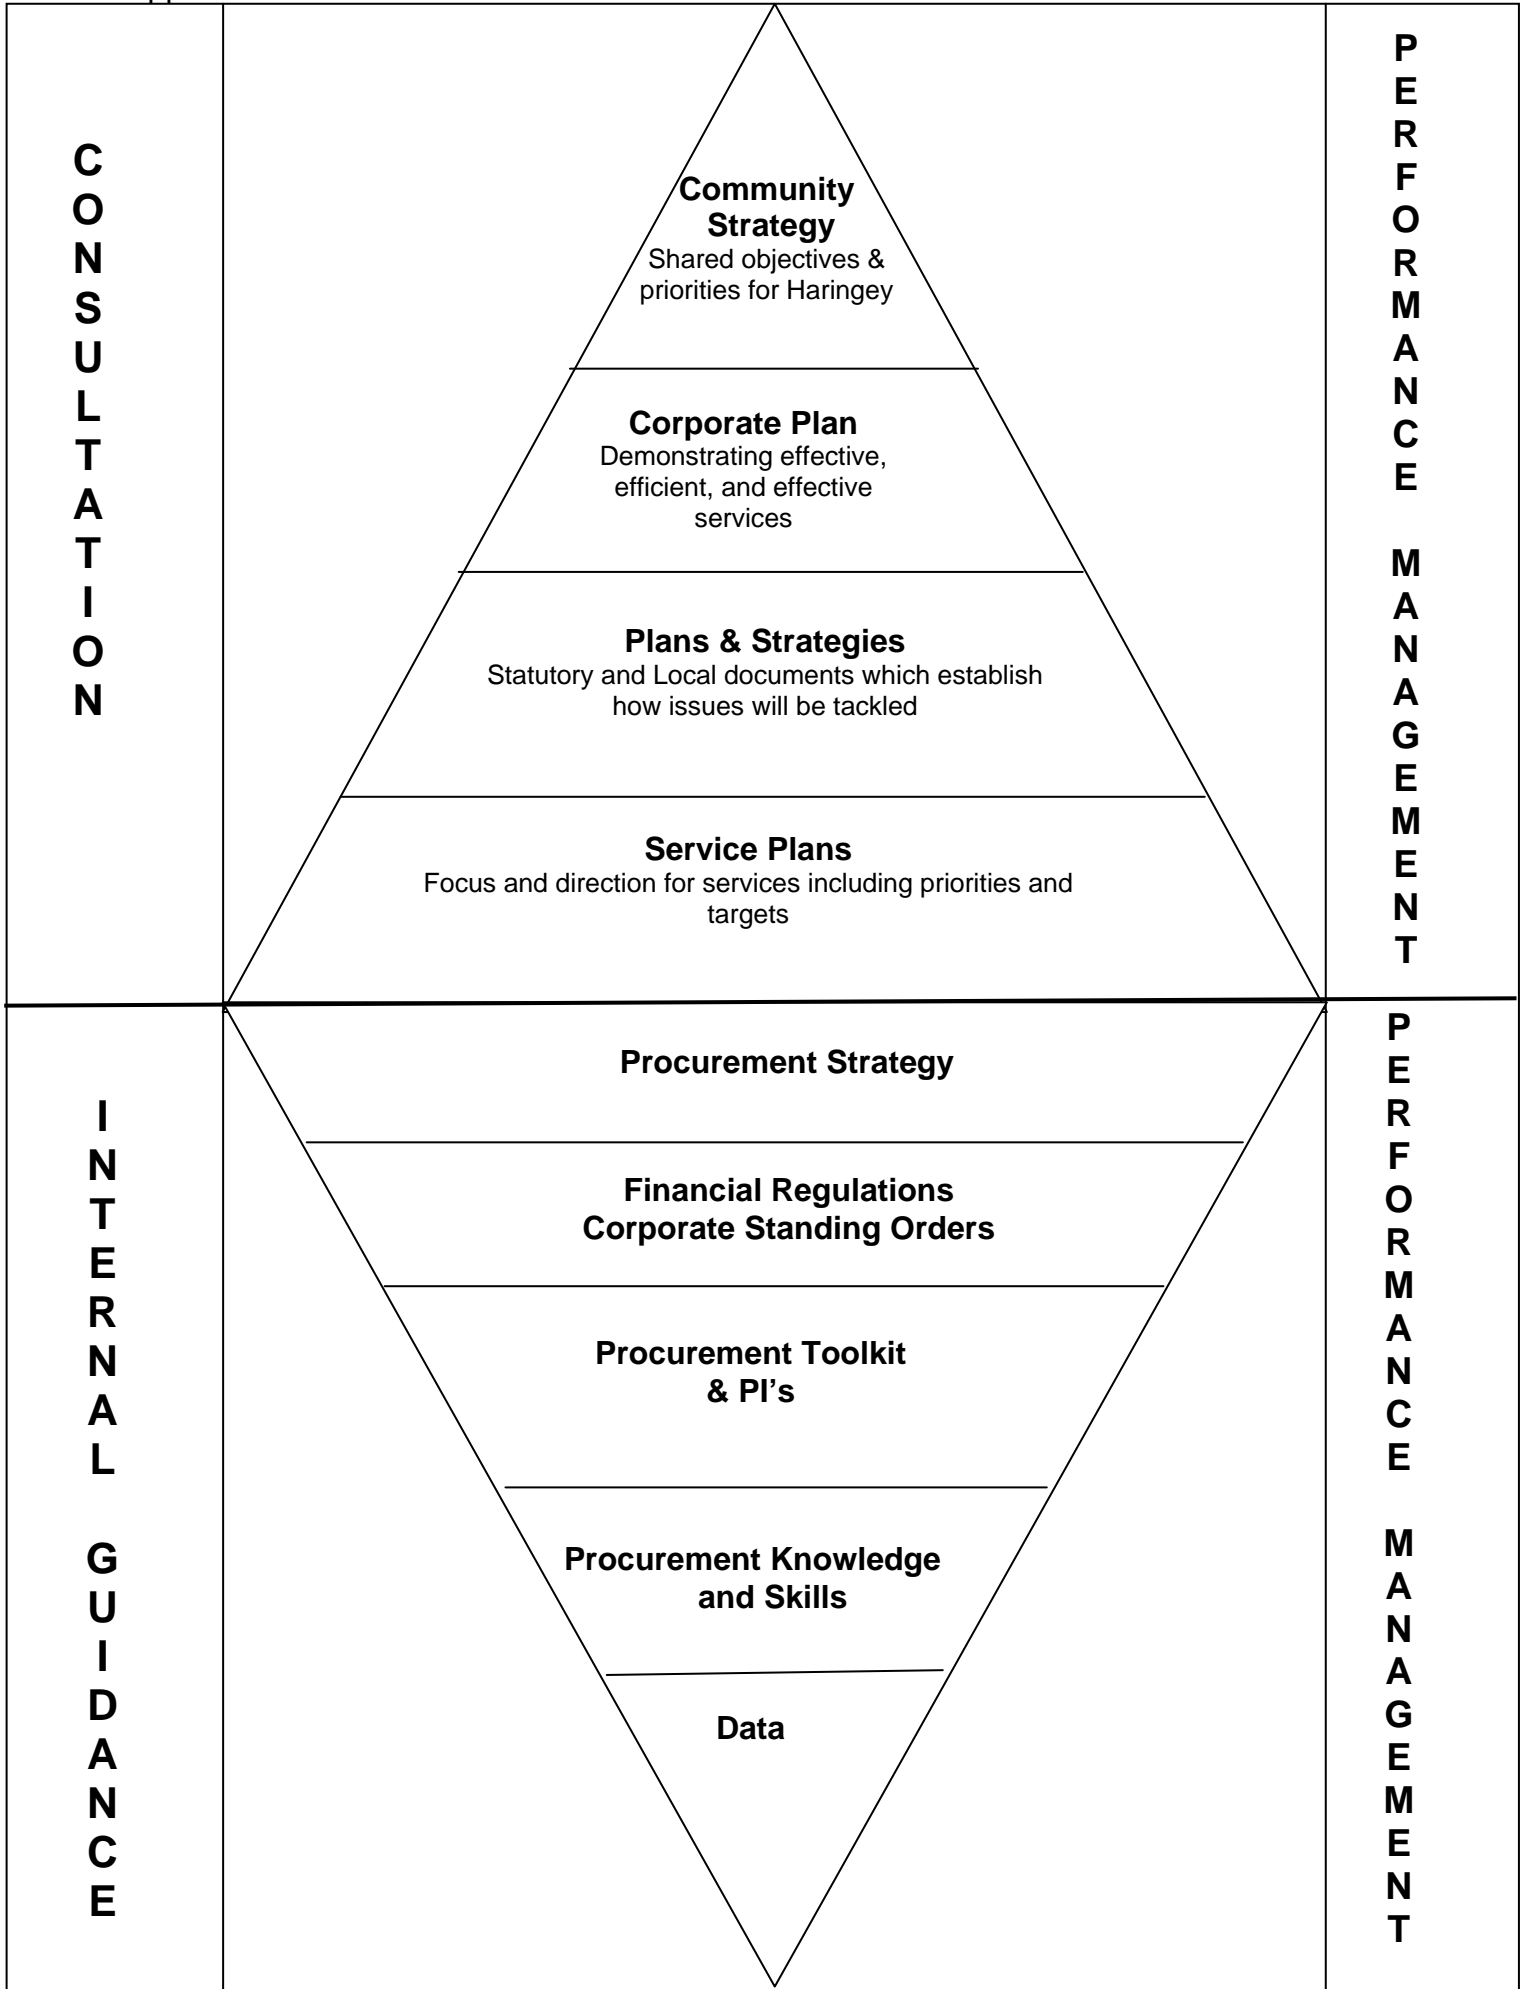 CONSULTATION
Community
Strategy
Shared objectives &
priorities for Haringey
Corporate Plan
Demonstrating effective,
efficient, and effective
services
Plans & Strategies
Statutory and Local documents which establish
how issues will be tackled
Service Plans
Focus and direction for services including priorities and
targets
PERFORMANCE MANAGEMENT
INTERNAL GUIDANCE
Procurement Strategy
Financial Regulations
Corporate Standing Orders
Procurement Toolkit
& PI’s
Procurement Knowledge
and Skills
Data
PERFORMANCE MANAGEMENT